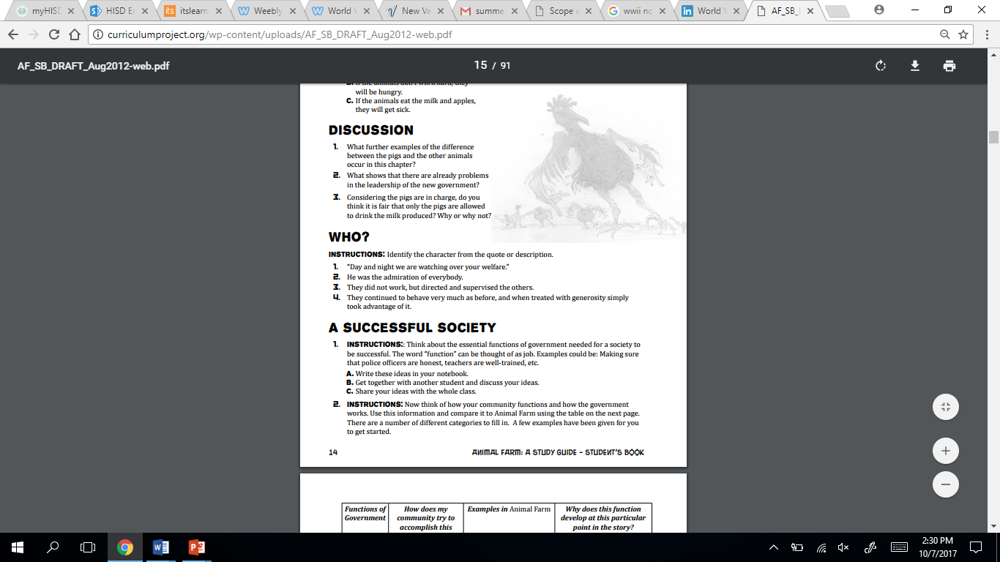 myHISD
HISD E
itslearn
Weebly
World
New Va
summe
Scope a
wwii nc
World
AF_SB_
curriculumproject.org/wp-content/uploads/AF_SB_DRAFT_Aug2012-web.pdf
AF_SB_DRAFT_Aug2012-web.pdf
15 / 91
will be hungry.
C. If the animals eat the milk and apples,
they will get sick.
DISCUSSION
1. What further examples of the difference
between the pigs and the other animals
occur in this chapter?
2. What shows that there are already problems
in the leadership of the new government?
3. Considering the pigs are in charge, do you
think it is fair that only the pigs are allowed
to drink the milk produced? Why or why not?
WHO?
INSTRUCTIONS: Identify the character from the quote or description.
1. "Day and night we are watching over your welfare."
2. He was the admiration of everybody.
3. They did not work, but directed and supervised the others.
4. They continued to behave very much as before, and when treated with generosity simply
took advantage of it.
A SUCCESSFUL SOCIETY
1. INSTRUCTIONS:: Think about the essential functions of government needed for a society to
be successful. The word "function" can be thought of as job. Examples could be: Making sure
that police officers are honest, teachers are well-trained, etc.
A. Write these ideas in your notebook.
B. Get together with another student and discuss your ideas.
C. Share your ideas with the whole class.
2. INSTRUCTIONS: Now think of how your community functions and how the government
works. Use this information and compare it to Animal Farm using the table on the next page.
There are a number of different categories to fill in. A few examples have been given for you
to get started.
14
ANIMAL FARM: A STUDY GUIDE - STUDENT'S BOOK
Functions of
Government
How does my
community try to
accomplish this
Examples in Animal Farm
Why does this function
develop at this particular
point in the story?
2:30 PM
10/7/2017